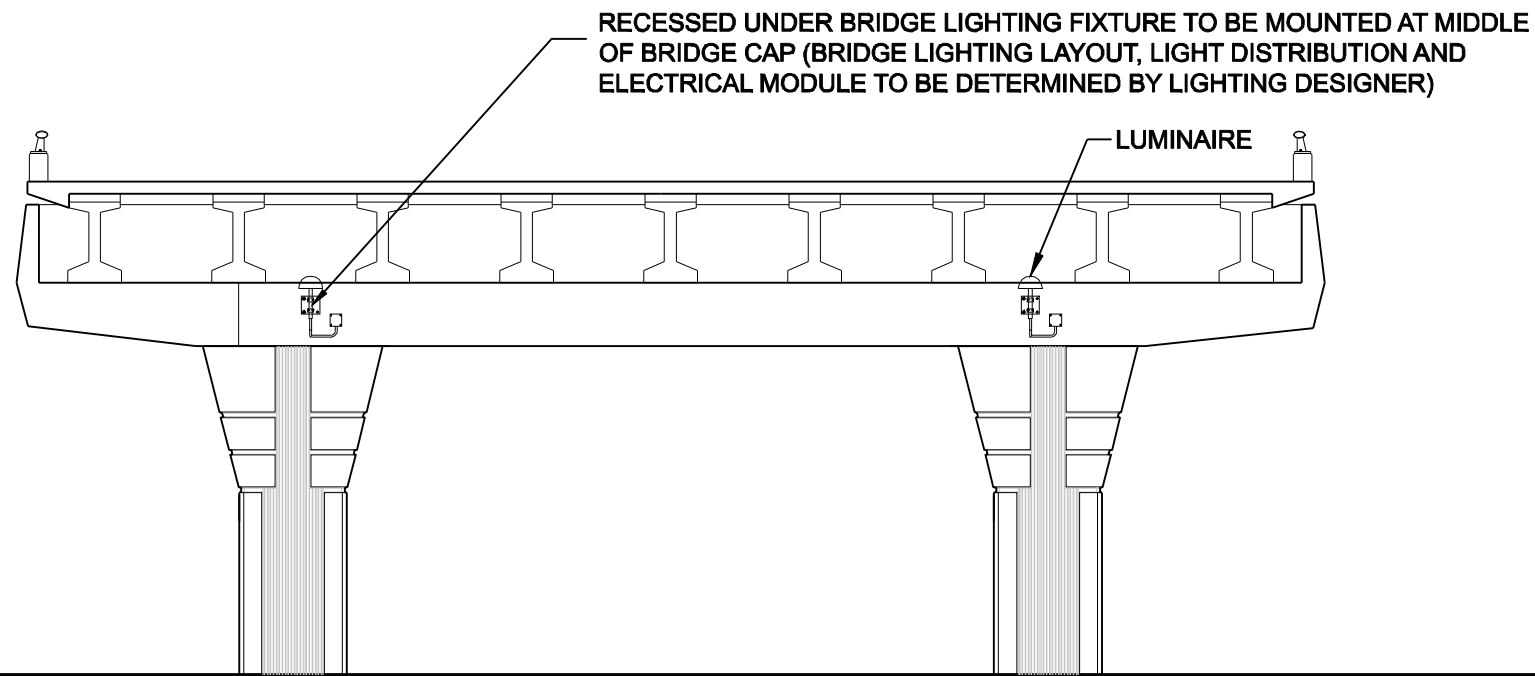 RECESSED UNDER BRIDGE LIGHTING FIXTURE TO BE MOUNTED AT MIDDLE
OF BRIDGE CAP (BRIDGE LIGHTING LAYOUT, LIGHT DISTRIBUTION AND
ELECTRICAL MODULE TO BE DETERMINED BY LIGHTING DESIGNER)
LUMINAIRE